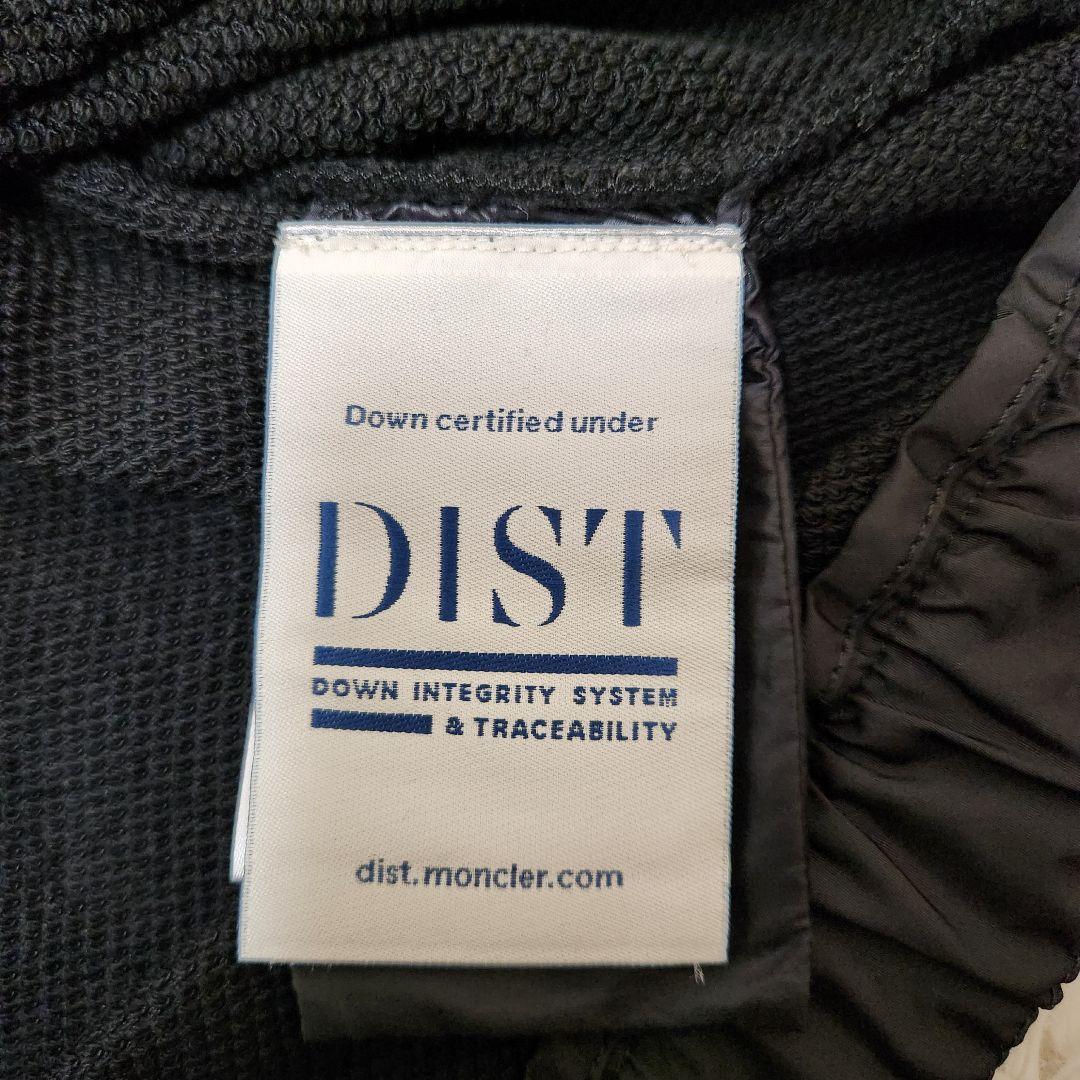 Down certified under
DIST
DOWN INTEGRITY SYSTEM
& TRACEABILITY
dist.moncler.com